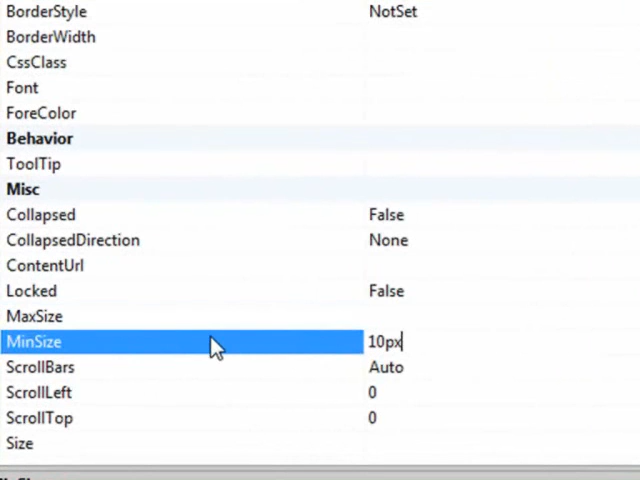 BorderStyle NotSet
BorderWidth
CssClass
Font
ForeColor
Behavior
ToolTip
Misc
Collapsed False
CollapsedDirection None
ContentUrl
Locked False
MaxSize
MinSize 10px
ScrollBars Auto
ScrollLeft 0
ScrollTop 0
Size